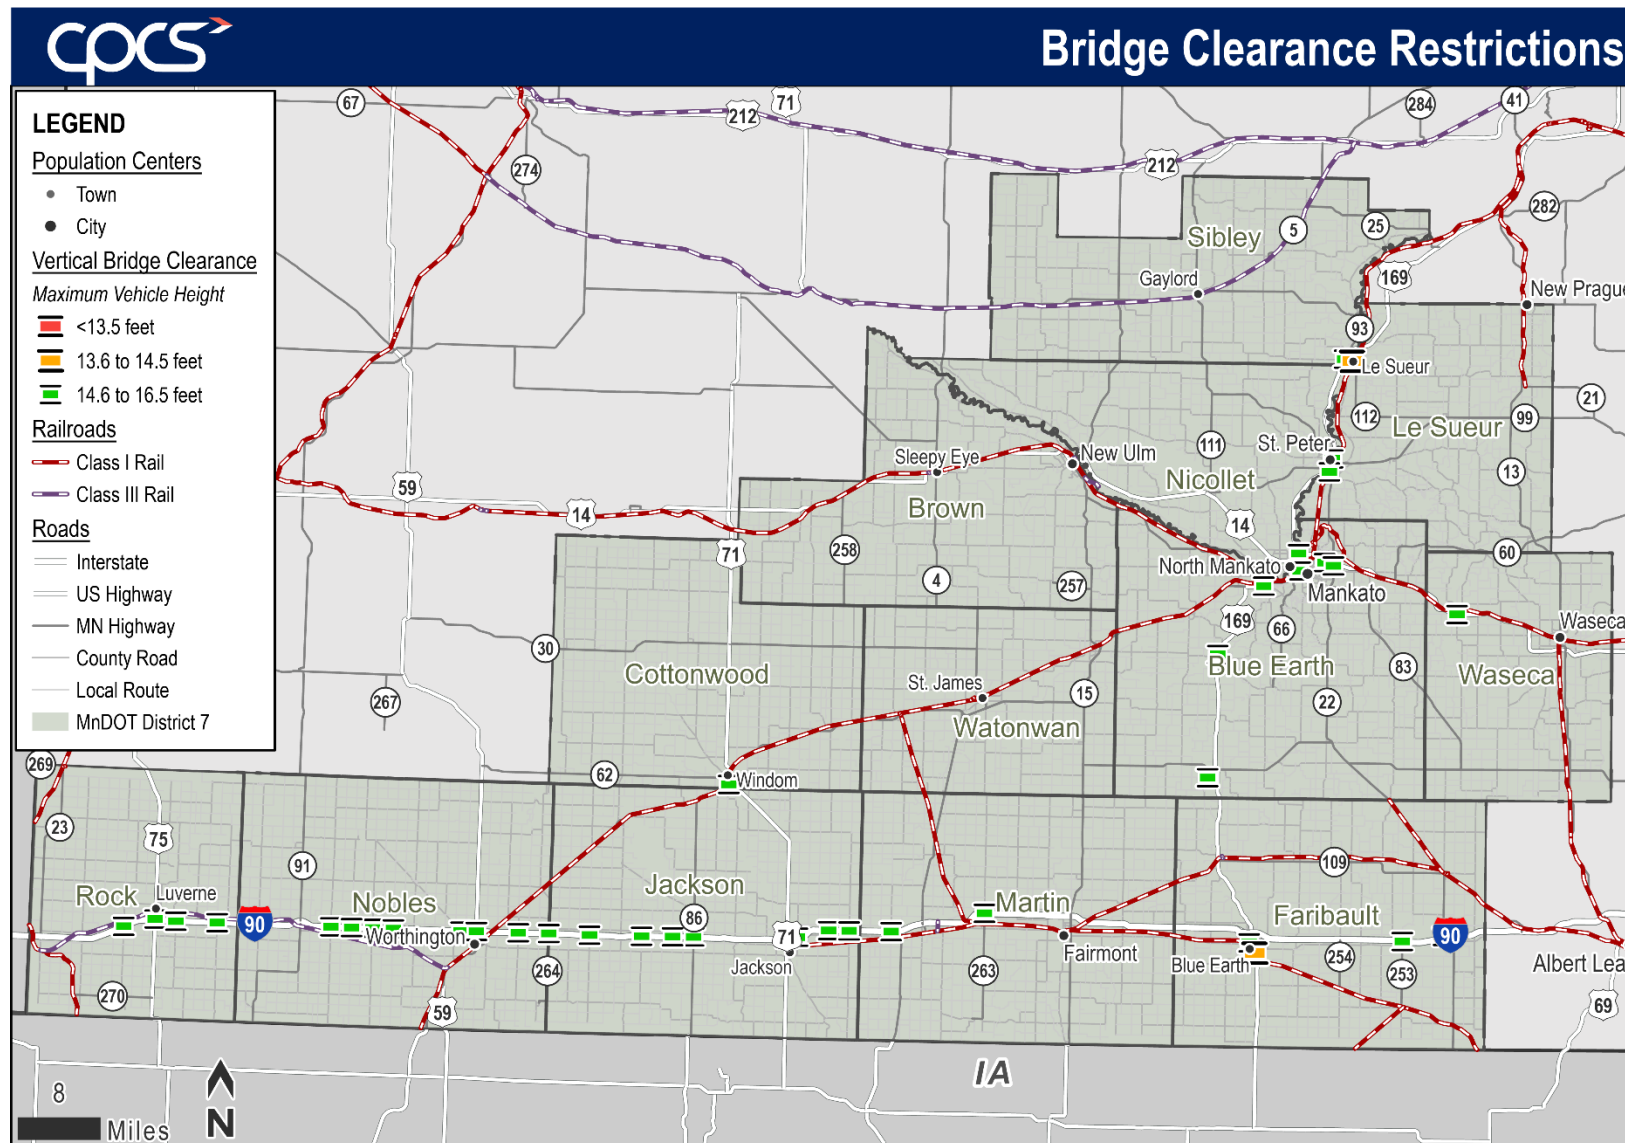 cpcs
Bridge Clearance Restrictions
LEGEND
Population Centers
Town
City
Vertical Bridge Clearance
Maximum Vehicle Height
<13.5 feet
13.6 to 14.5 feet
14.6 to 16.5 feet
Railroads
Class I Rail
Class III Rail
Roads
Interstate
US Highway
MN Highway
County Road
Local Route
MnDOT District 7
67
71
212
284
41
274
212
282
25
5
Sibley
169
Gaylord
New Prague
93
Le Sueur
21
112
99
Le Sueur
111
St. Peter
New Ulm
Sleepy Eye
13
59
Nicollet
Brown
14
14
71
258
60
North Mankato
4
257
Mankato
169
Waseca
66
30
Blue Earth
83
Cottonwood
St. James
15
Waseca
267
22
Watonwan
269
62
Windom
23
75
91
109
Rock
Luverne
Nobles
Jackson
Martin
Faribault
90
86
71
90
Worthington
Fairmont
Jackson
Blue Earth
254
253
Albert Lea
264
263
270
59
69
IA
8
Miles
N